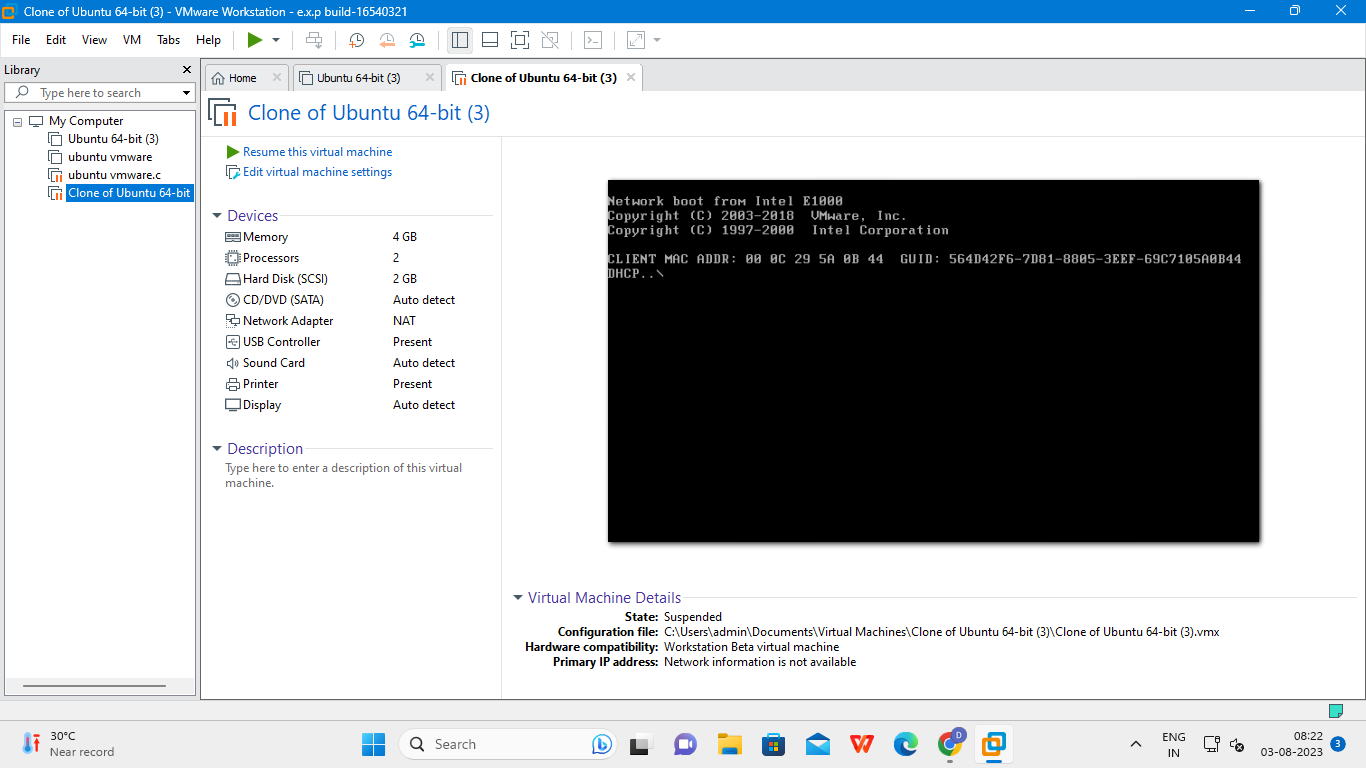 Clone of Ubuntu 64-bit (3) - VMware Workstation - e.x.p build-16540321
File Edit View VM Tabs Help
Library
Type here to search
My Computer
Ubuntu 64-bit (3)
ubuntu vmware
ubuntu vmware.c
Clone of Ubuntu 64-bit
Home
Ubuntu 64-bit (3)
Clone of Ubuntu 64-bit (3)
Clone of Ubuntu 64-bit (3)
Resume this virtual machine
Edit virtual machine settings
Devices
Memory 4 GB
Processors 2
Hard Disk (SCSI) 2 GB
CD/DVD (SATA) Auto detect
Network Adapter NAT
USB Controller Present
Sound Card Auto detect
Printer Present
Display Auto detect
Description
Type here to enter a description of this virtual
machine.
Network boot from Intel E1000
Copyright (C) 2003-2018 VMware, Inc.
Copyright (C) 1997-2000 Intel Corporation
CLIENT MAC ADDR: 00 0C 29 5A 0B 44 GUID: 564D42F6-7D81-8805-3EEF-69C7105A0B44
DHCP..\
Virtual Machine Details
State: Suspended
Configuration file: C:\Users\admin\Documents\Virtual Machines\Clone of Ubuntu 64-bit (3)\Clone of Ubuntu 64-bit (3).vmx
Hardware compatibility: Workstation Beta virtual machine
Primary IP address: Network information is not available
30°C
Near record
Search
D
W
ENG
IN
08:22
03-08-2023
3